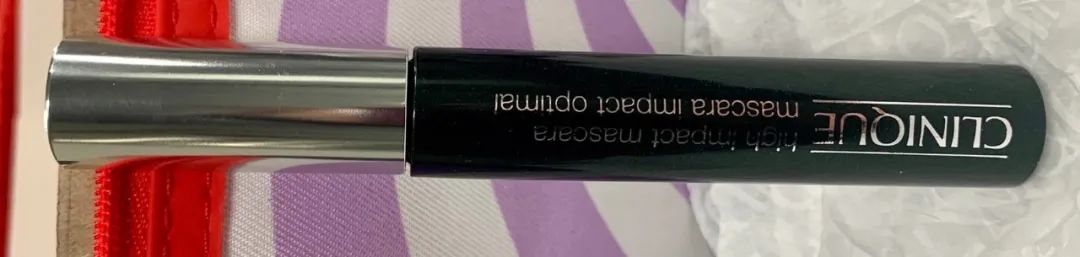 CLINIQUE
high impact mascara
mascara impact optimal